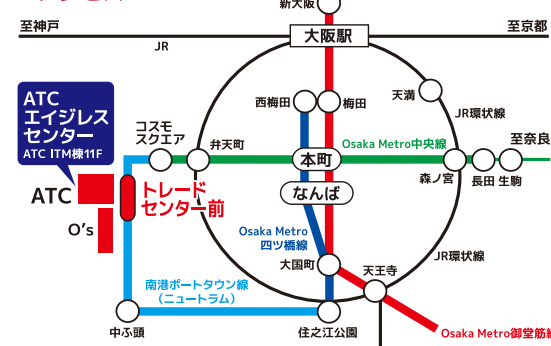 新大阪
至神戸
大阪駅
至京都
JR
ATC
エイジレス
センター
ATC ITM棟11F
西梅田
梅田
天満
JR環状線
コスモ
スクエア
弁天町
Osaka Metro中央線
至奈良
本町
森ノ宮
長田
生駒
ATC
トレード
センター前
なんば
O's
Osaka Metro
四ツ橋線
大国町
JR環状線
天王寺
南港ポートタウン線
（ニュートラム）
中ふ頭
住之江公園
Osaka Metro御堂筋線